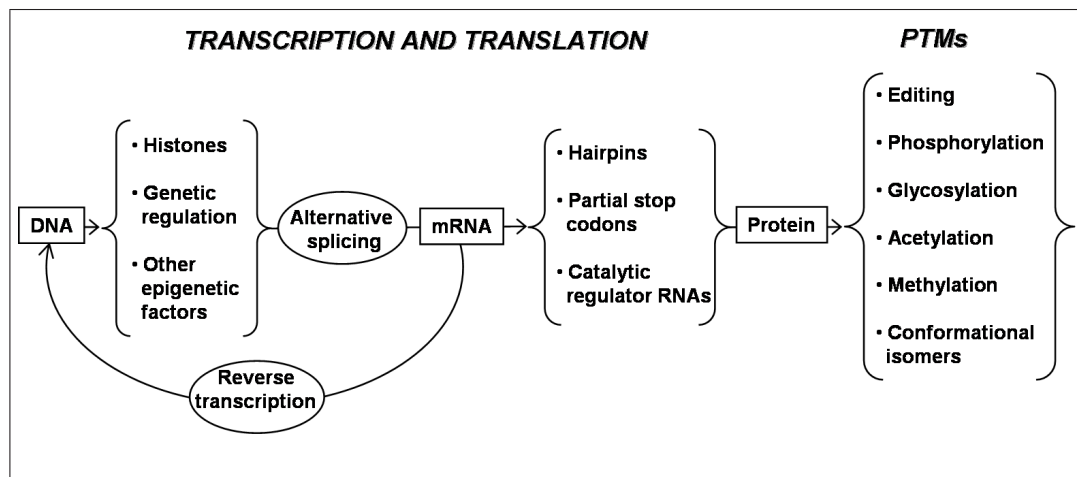 TRANSCRIPTION AND TRANSLATION
PTMs
DNA
• Histones
• Genetic
regulation
• Other
epigenetic
factors
Alternative
splicing
mRNA
Reverse
transcription
• Hairpins
• Partial stop
codons
• Catalytic
regulator RNAs
Protein
• Editing
• Phosphorylation
• Glycosylation
• Acetylation
• Methylation
• Conformational
isomers